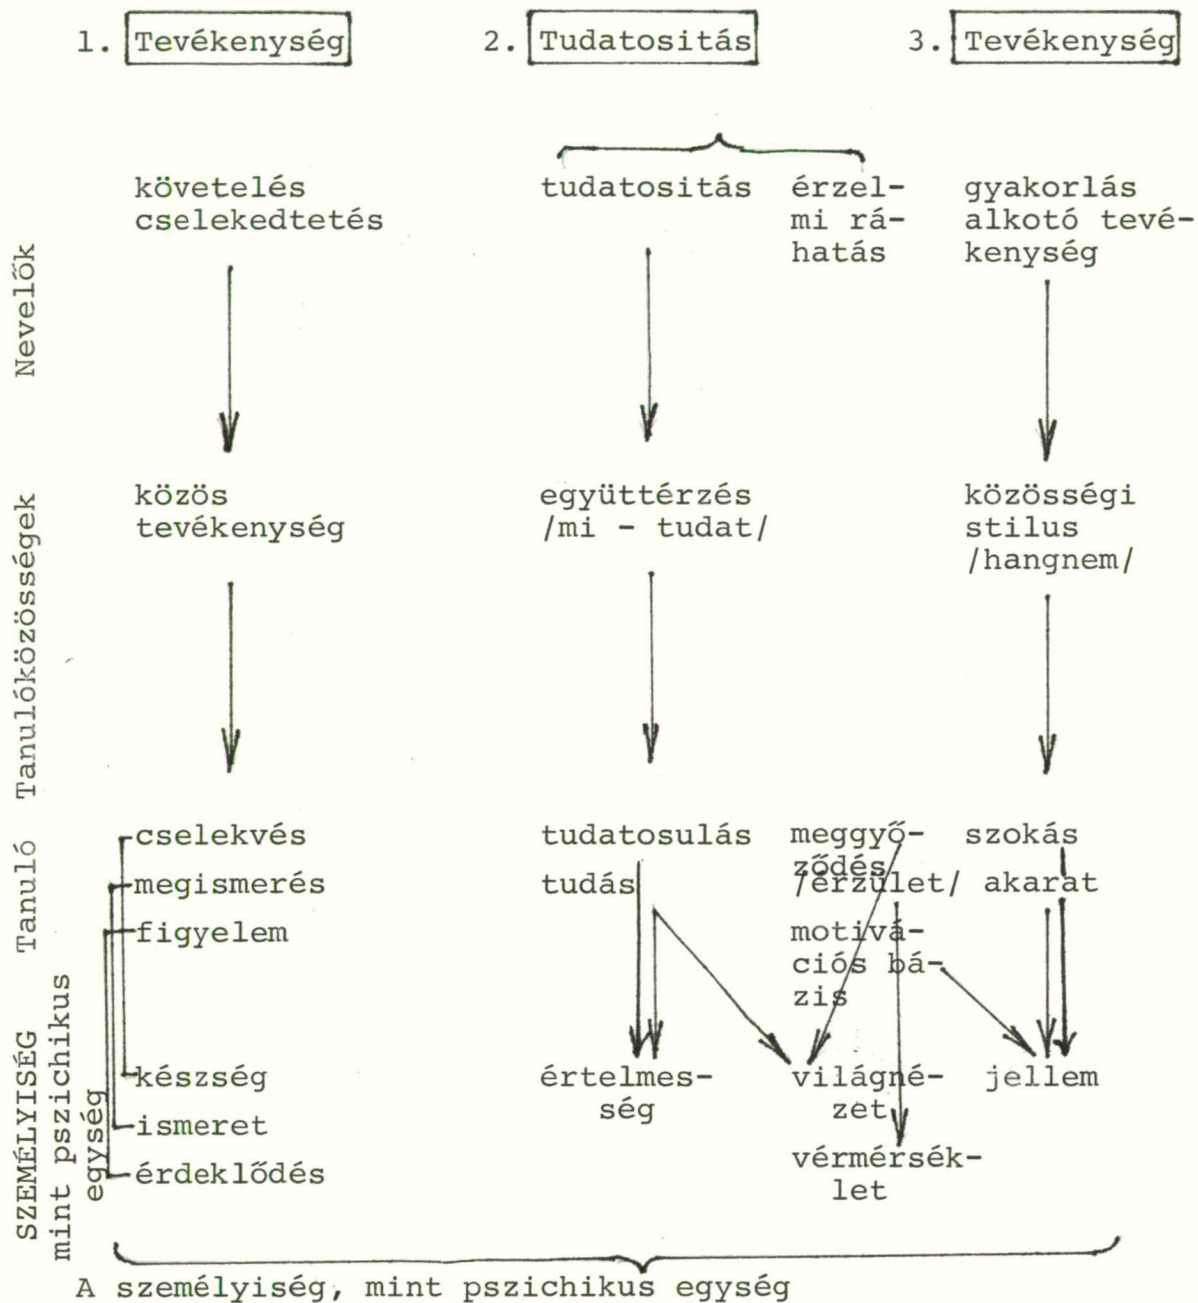 1. Tevékenység
2. Tudatositás
3. Tevékenység
Nevelők
követelés
cselekedtetés
tudatositás
érzel-
mi rá-
hatás
gyakorlás
alkotó tevé-
kenység
Tanulóközösségek
közös
tevékenység
együttérzés
/mi - tudat/
közösségi
stilus
/hangnem/
Tanuló
cselekvés
megismerés
figyelem
tudatosulás
tudás
meggyő-
ződés
/érzület/
motivá-
ciós bá-
zis
szokás
akarat
SZEMÉLYISÉG
mint pszichikus
egység
készség
ismeret
érdeklődés
értelmes-
ség
világné-
zet
vérmérsék-
let
jellem
A személyiség, mint pszichikus egység